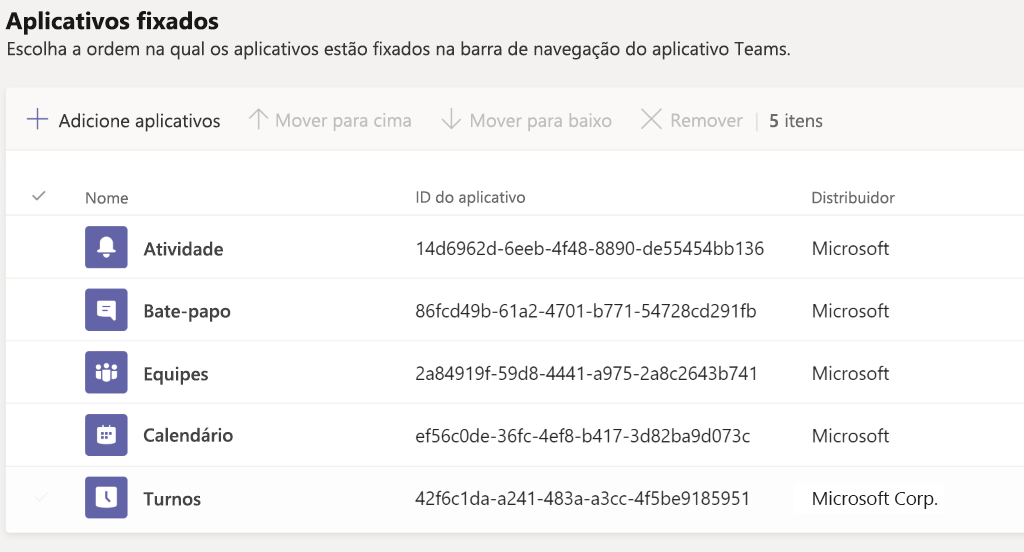 Aplicativos fixados
Escolha a ordem na qual os aplicativos estão fixados na barra de navegação do aplicativo Teams.
Adicione aplicativos Mover para cima Mover para baixo Remover | 5 itens
Nome ID do aplicativo Distribuidor
Atividade 14d6962d-6eeb-4f48-8890-de55454bb136 Microsoft
Bate-papo 86fcd49b-61a2-4701-b771-54728cd291fb Microsoft
Equipes 2a84919f-59d8-4441-a975-2a8c2643b741 Microsoft
Calendário ef56c0de-36fc-4ef8-b417-3d82ba9d073c Microsoft
Turnos 42f6c1da-a241-483a-a3cc-4f5be9185951 Microsoft Corp.